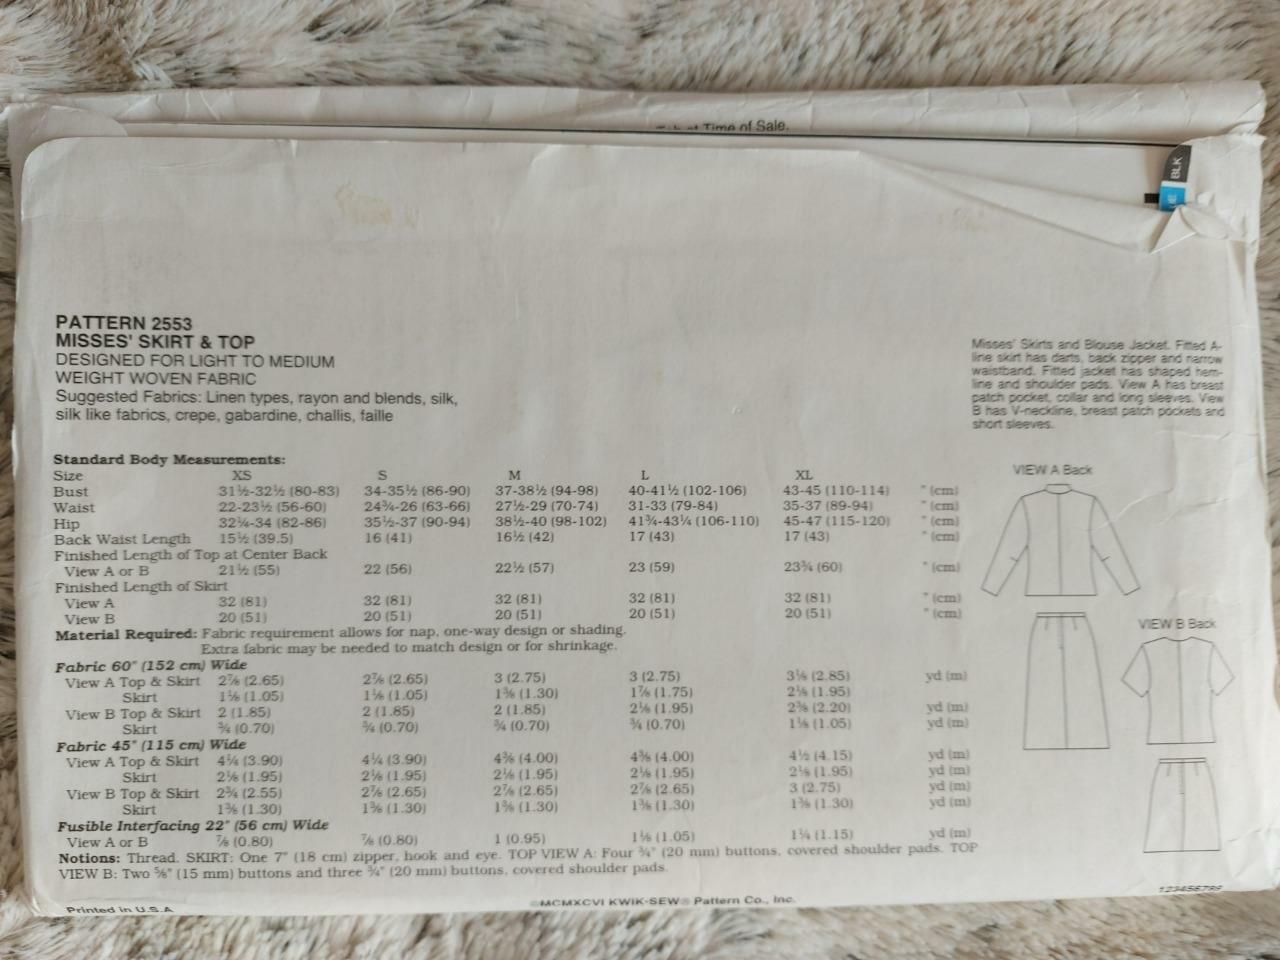 Time of Sale.
BLK
PATTERN 2553
MISSES' SKIRT & TOP
DESIGNED FOR LIGHT TO MEDIUM
WEIGHT WOVEN FABRIC
Suggested Fabrics: Linen types, rayon and blends, silk,
silk like fabrics, crepe, gabardine, challis, faille
Misses' Skirts and Blouse Jacket. Fitted A-
line skirt has darts, back zipper and narrow
waistband. Fitted jacket has shaped hem-
line and shoulder pads. View A has breast
patch pocket, collar and long sleeves. View
B has V-neckline, breast patch pockets and
short sleeves.
Standard Body Measurements:
Size XS S M L XL
Bust 31½-32½ (80-83) 34-35½ (86-90) 37-38½ (94-98) 40-41½ (102-106) 43-45 (110-114) " (cm)
Waist 22-23½ (56-60) 24¾-26 (63-66) 27½-29 (70-74) 31-33 (79-84) 35-37 (89-94) " (cm)
Hip 32¼-34 (82-86) 35½-37 (90-94) 38½-40 (98-102) 41¾-43¼ (106-110) 45-47 (115-120) " (cm)
Back Waist Length 15½ (39.5) 16 (41) 16½ (42) 17 (43) 17 (43) " (cm)
Finished Length of Top at Center Back
View A or B 21½ (55) 22 (56) 22½ (57) 23 (59) 23¾ (60) " (cm)
Finished Length of Skirt
View A 32 (81) 32 (81) 32 (81) 32 (81) 32 (81) " (cm)
View B 20 (51) 20 (51) 20 (51) 20 (51) 20 (51) " (cm)
Material Required: Fabric requirement allows for nap, one-way design or shading.
Extra fabric may be needed to match design or for shrinkage.
Fabric 60" (152 cm) Wide
View A Top & Skirt 2⅞ (2.65) 2⅞ (2.65) 3 (2.75) 3 (2.75) 3⅛ (2.85) yd (m)
Skirt 1⅛ (1.05) 1⅛ (1.05) 1⅜ (1.30) 1⅞ (1.75) 2⅛ (1.95)
View B Top & Skirt 2 (1.85) 2 (1.85) 2 (1.85) 2⅛ (1.95) 2⅜ (2.20) yd (m)
Skirt ¾ (0.70) ¾ (0.70) ¾ (0.70) ¾ (0.70) 1⅛ (1.05) yd (m)
Fabric 45" (115 cm) Wide
View A Top & Skirt 4¼ (3.90) 4¼ (3.90) 4⅜ (4.00) 4⅜ (4.00) 4½ (4.15) yd (m)
Skirt 2⅛ (1.95) 2⅛ (1.95) 2⅛ (1.95) 2⅛ (1.95) 2⅛ (1.95) yd (m)
View B Top & Skirt 2¾ (2.55) 2⅞ (2.65) 2⅞ (2.65) 2⅞ (2.65) 3 (2.75) yd (m)
Skirt 1⅜ (1.30) 1⅜ (1.30) 1⅜ (1.30) 1⅜ (1.30) 1⅜ (1.30) yd (m)
Fusible Interfacing 22" (56 cm) Wide
View A or B ⅞ (0.80) ⅞ (0.80) 1 (0.95) 1⅛ (1.05) 1¼ (1.15) yd (m)
Notions: Thread. SKIRT: One 7" (18 cm) zipper, hook and eye. TOP VIEW A: Four ¾" (20 mm) buttons, covered shoulder pads. TOP
VIEW B: Two ⅝" (15 mm) buttons and three ¾" (20 mm) buttons, covered shoulder pads.
VIEW A Back
VIEW B Back
Printed in U.S.A
©MCMXCVI KWIK-SEW® Pattern Co., Inc.
123456789